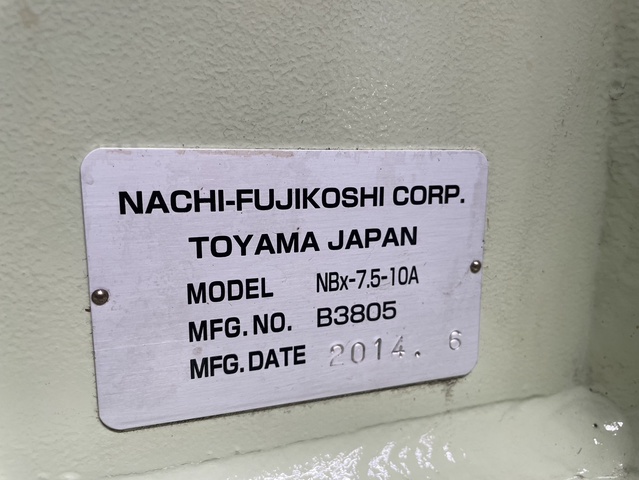 NACHI-FUJIKOSHI CORP.
TOYAMA JAPAN
MODEL NBx-7.5-10A
MFG.NO. B3805
MFG.DATE 2014. 6